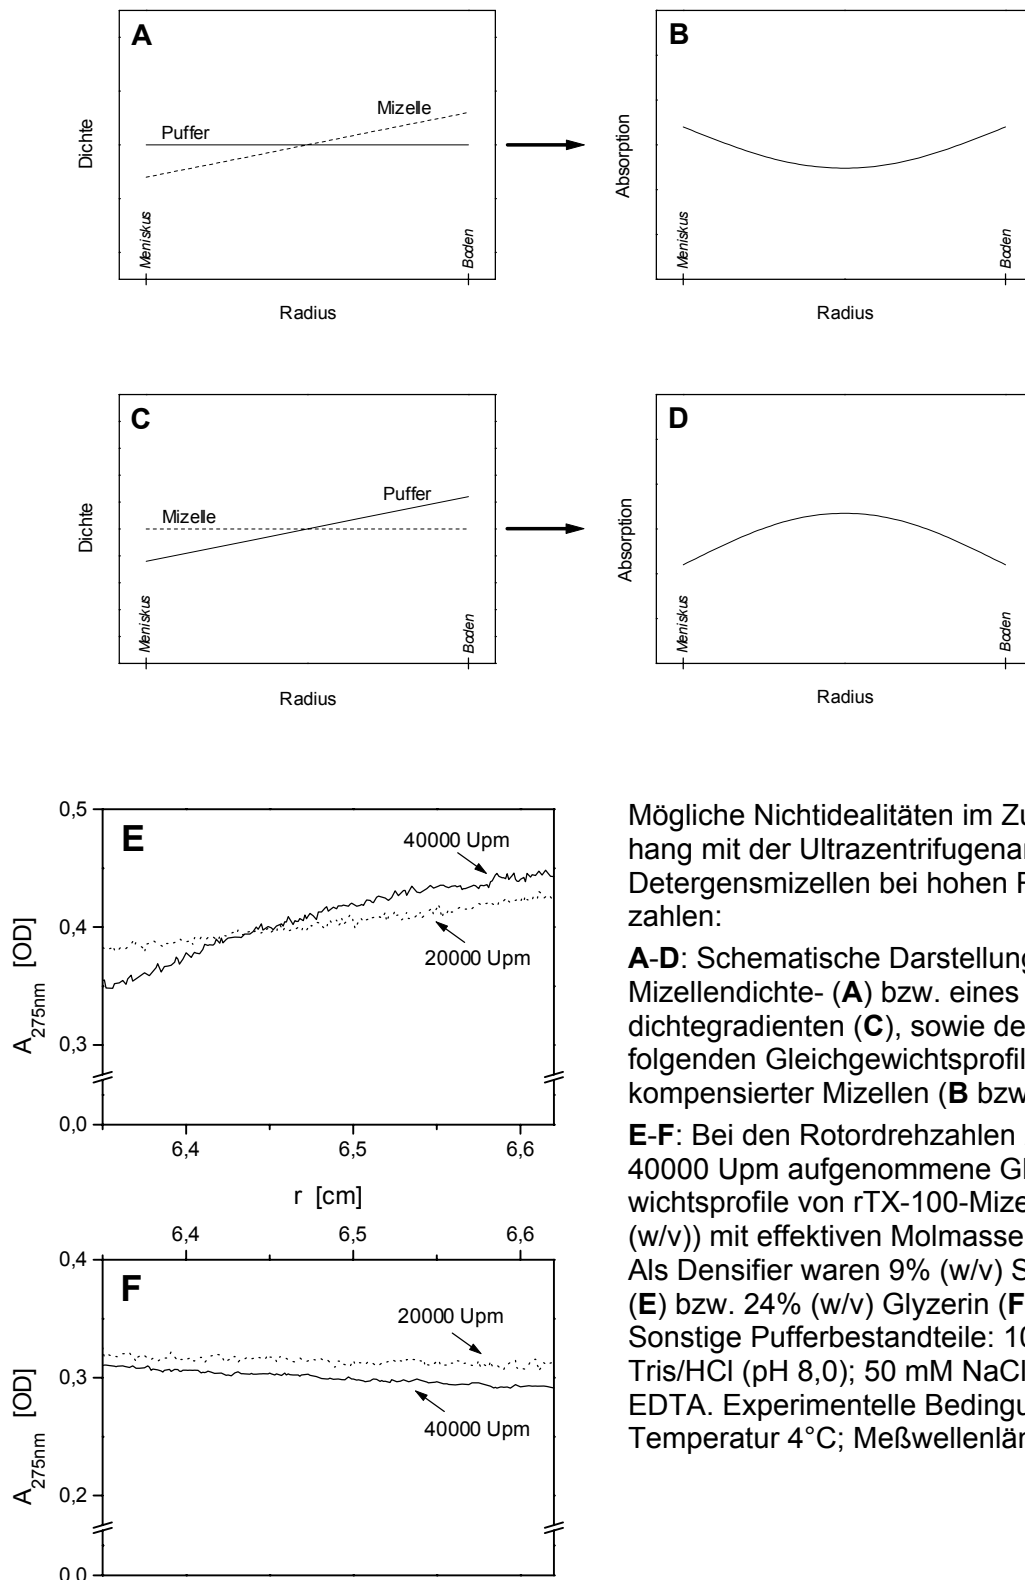 A
Dichte
Puffer
Mizelle
Meniskus
Boden
Radius
B
Absorption
Meniskus
Boden
Radius
C
Dichte
Mizelle
Puffer
Meniskus
Boden
Radius
D
Absorption
Meniskus
Boden
Radius
E
0,5
0,4
0,3
0,0
A275nm [OD]
40000 Upm
20000 Upm
6,4 6,5 6,6
r [cm]
6,4 6,5 6,6
F
0,4
0,3
0,2
0,0
A275nm [OD]
20000 Upm
40000 Upm
Mögliche Nichtidealitäten im Zu
hang mit der Ultrazentrifugenar
Detergensmizellen bei hohen R
zahlen:
A-D: Schematische Darstellung
Mizellendichte- (A) bzw. eines
dichtegradienten (C), sowie de
folgenden Gleichgewichtsprofil
kompensierter Mizellen (B bzw
E-F: Bei den Rotordrehzahlen
40000 Upm aufgenommene Gl
wichtsprofile von rTX-100-Mize
(w/v)) mit effektiven Molmasse
Als Densifier waren 9% (w/v) S
(E) bzw. 24% (w/v) Glyzerin (F
Sonstige Pufferbestandteile: 10
Tris/HCl (pH 8,0); 50 mM NaCl
EDTA. Experimentelle Bedingu
Temperatur 4°C; Meßwellenlän